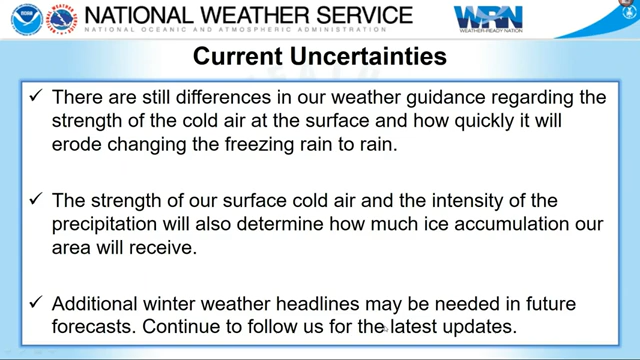 NATIONAL WEATHER SERVICE
NATIONAL OCEANIC AND ATMOSPHERIC ADMINISTRATION
WRN
WEATHER-READY NATION
Current Uncertainties
✓ There are still differences in our weather guidance regarding the
strength of the cold air at the surface and how quickly it will
erode changing the freezing rain to rain.
✓ The strength of our surface cold air and the intensity of the
precipitation will also determine how much ice accumulation our
area will receive.
✓ Additional winter weather headlines may be needed in future
forecasts. Continue to follow us for the latest updates.